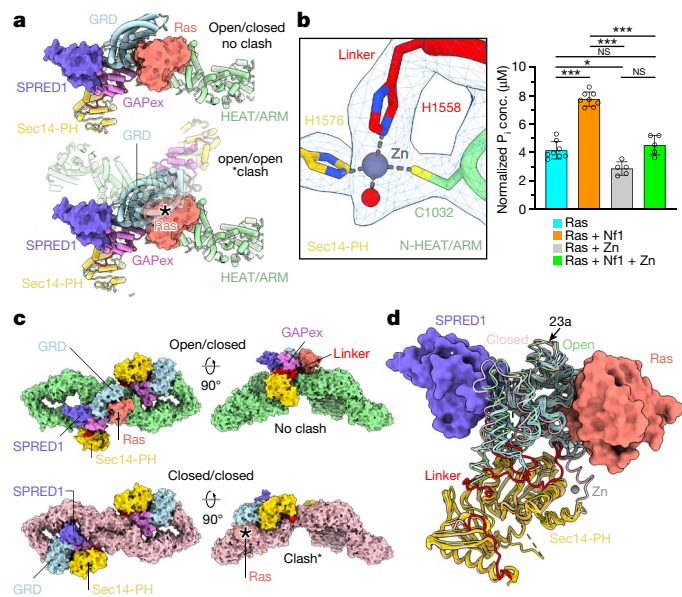 a
GRD
Ras
Open/closed
no clash
SPRED1
GAPex
Sec14-PH
HEAT/ARM
GRD
open/open
*clash
*
Ras
SPRED1
GAPex
HEAT/ARM
Sec14-PH
b
Linker
H1576
H1558
Zn
C1032
Sec14-PH
N-HEAT/ARM
***
***
NS
*
NS
***
Normalized Pi conc. (μM)
10
8
6
4
2
0
Ras
Ras + Nf1
Ras + Zn
Ras + Nf1 + Zn
c
GRD
Open/closed
90°
GAPex
Linker
SPRED1
Ras
Sec14-PH
No clash
SPRED1
Closed/closed
90°
*
Ras
Clash*
GRD
Sec14-PH
d
SPRED1
Closed
23a
Open
Ras
Linker
Zn
Sec14-PH